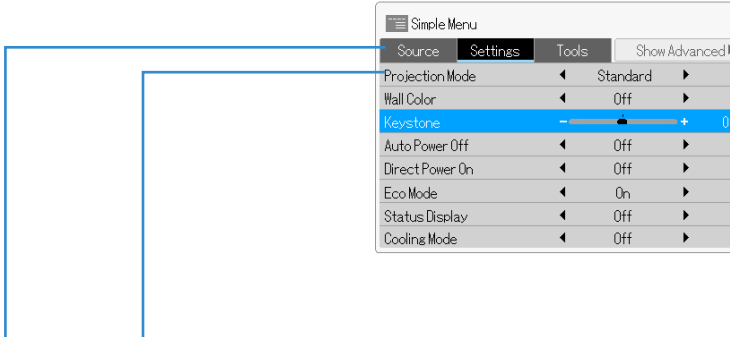 Simple Menu
Source Settings Tools Show Advanced
Projection Mode Standard
Wall Color Off
Keystone - + 0
Auto Power Off Off
Direct Power On Off
Eco Mode On
Status Display Off
Cooling Mode Off